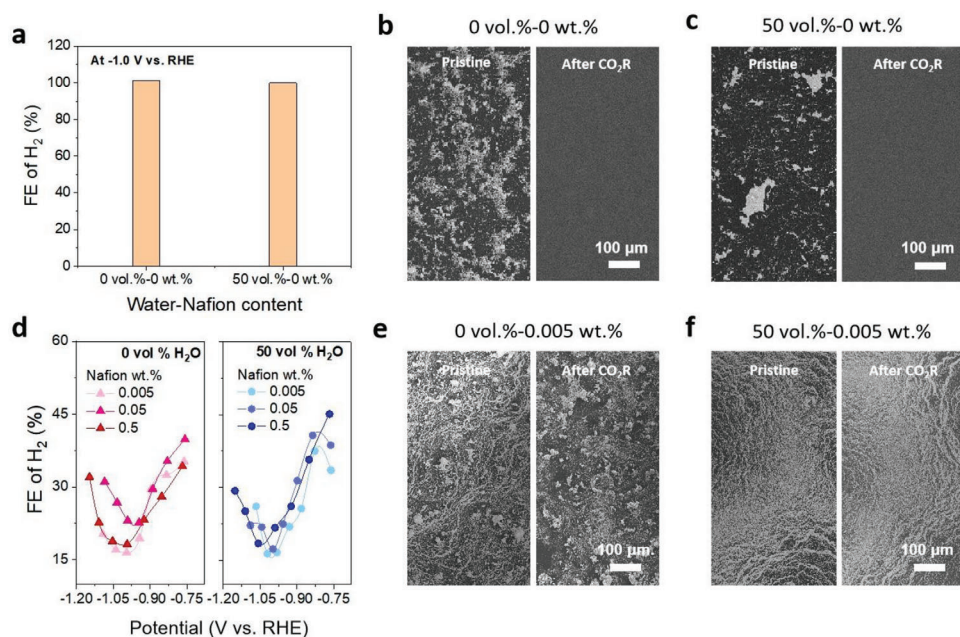 a
At -1.0 V vs. RHE
FE of H₂ (%)
120
100
80
60
40
20
0
0 vol.%-0 wt.%
50 vol.%-0 wt.%
Water-Nafion content
b
0 vol.%-0 wt.%
Pristine
After CO₂R
100 µm
c
50 vol.%-0 wt.%
Pristine
After CO₂R
100 µm
d
0 vol % H₂O
Nafion wt.%
0.005
0.05
0.5
50 vol % H₂O
Nafion wt.%
0.005
0.05
0.5
FE of H₂ (%)
60
45
30
15
-1.20 -1.05 -0.90 -0.75
-1.20 -1.05 -0.90 -0.75
Potential (V vs. RHE)
e
0 vol.%-0.005 wt.%
Pristine
After CO₂R
100 µm
f
50 vol.%-0.005 wt.%
Pristine
After CO₂R
100 µm